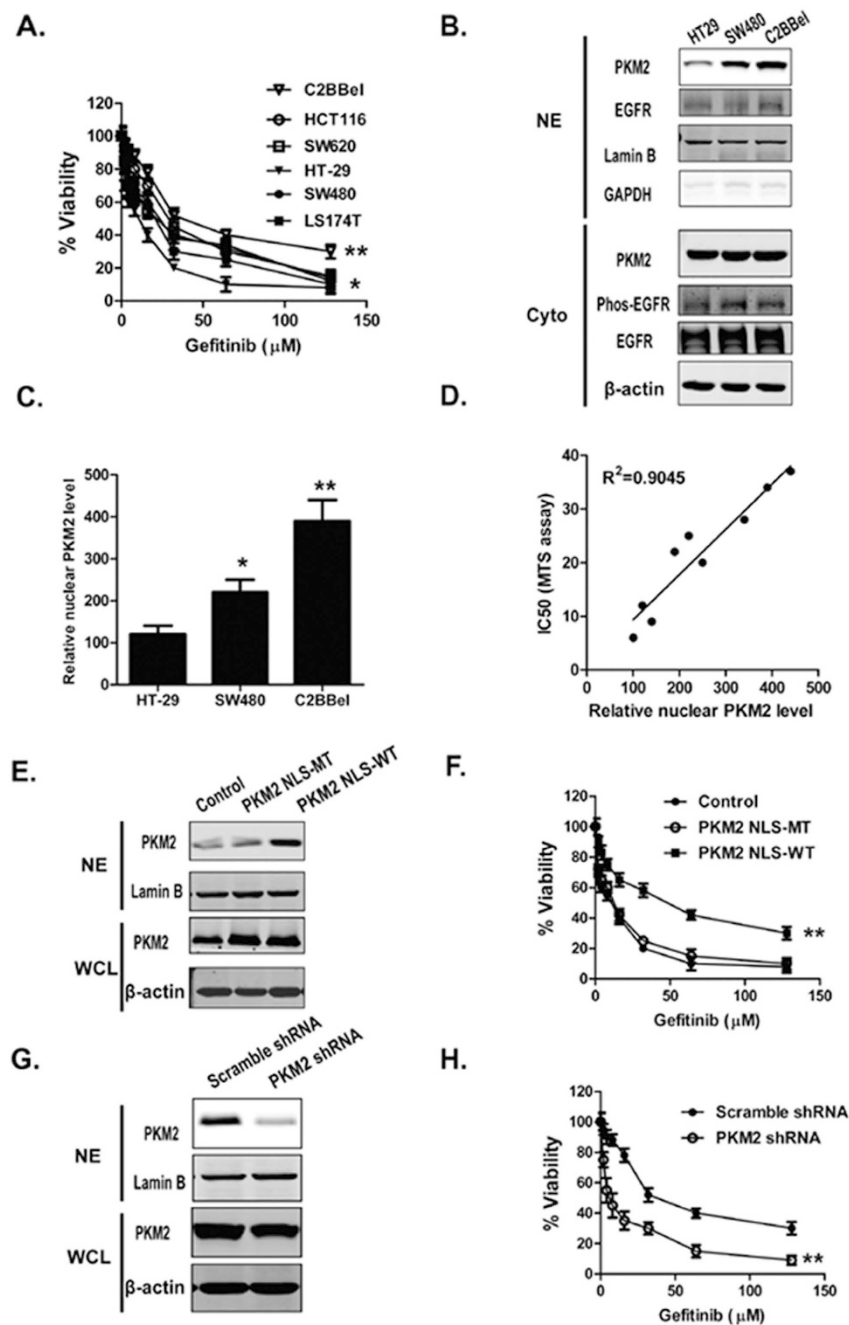 A.
C2BBel
HCT116
SW620
HT-29
SW480
LS174T
120
100
80
60
40
20
0
% Viability
**
*
0 50 100 150
Gefitinib (μM)
B.
HT29 SW480 C2BBel
NE
PKM2
EGFR
Lamin B
GAPDH
Cyto
PKM2
Phos-EGFR
EGFR
β-actin
C.
500
400
300
200
100
0
Relative nuclear PKM2 level
*
**
HT-29 SW480 C2BBel
D.
R²=0.9045
40
30
20
10
0
IC50 (MTS assay)
0 100 200 300 400 500
Relative nuclear PKM2 level
E.
Control PKM2 NLS-MT PKM2 NLS-WT
NE
PKM2
Lamin B
WCL
PKM2
β-actin
F.
Control
PKM2 NLS-MT
PKM2 NLS-WT
120
100
80
60
40
20
0
% Viability
**
0 50 100 150
Gefitinib (μM)
G.
Scramble shRNA PKM2 shRNA
NE
PKM2
Lamin B
WCL
PKM2
β-actin
H.
Scramble shRNA
PKM2 shRNA
120
100
80
60
40
20
0
% Viability
**
0 50 100 150
Gefitinib (μM)